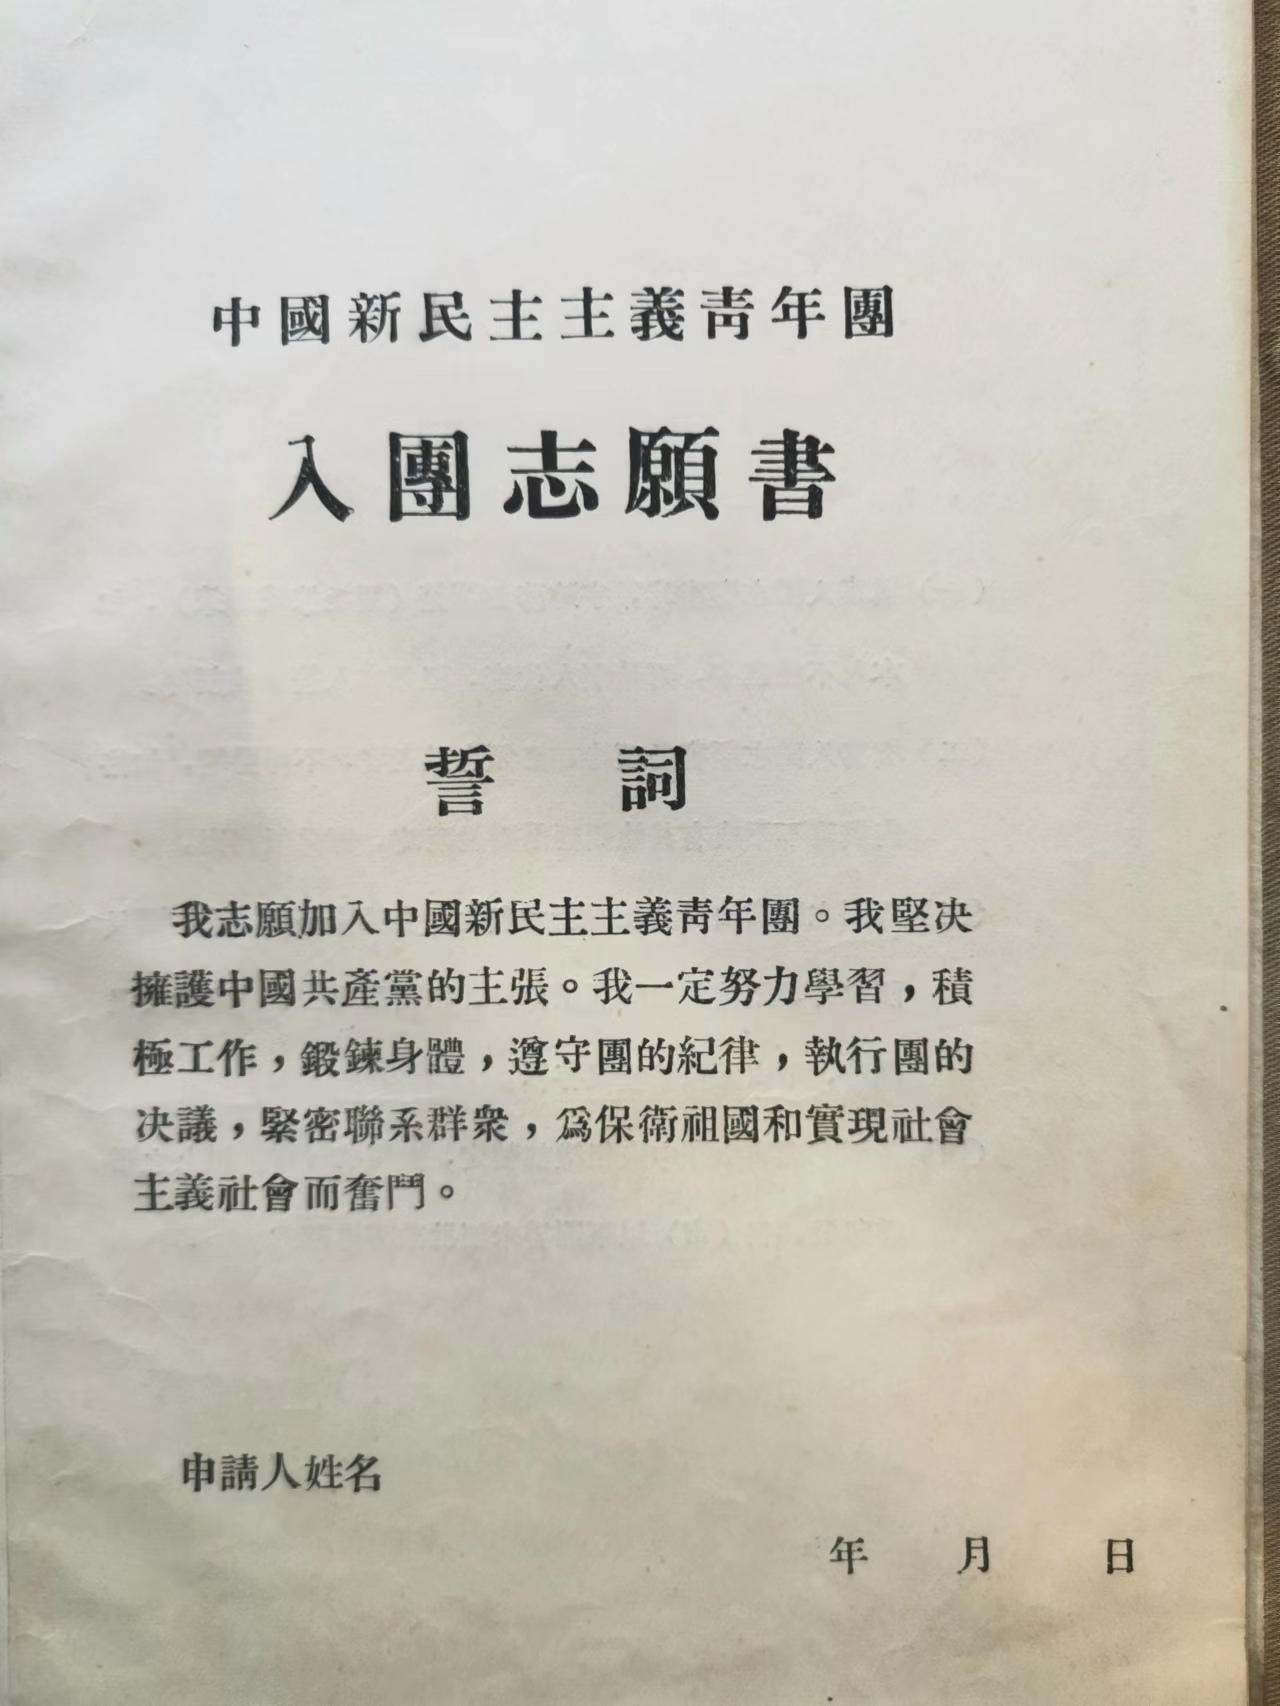 中國新民主主義青年團
入團志願書
誓詞
我志願加入中國新民主主義青年團。我堅决
擁護中國共產黨的主張。我一定努力學習，積
極工作，鍛鍊身體，遵守團的紀律，執行團的
决議，緊密聯系群衆，爲保衛祖國和實現社會
主義社會而奮鬥。
申請人姓名
年 月 日